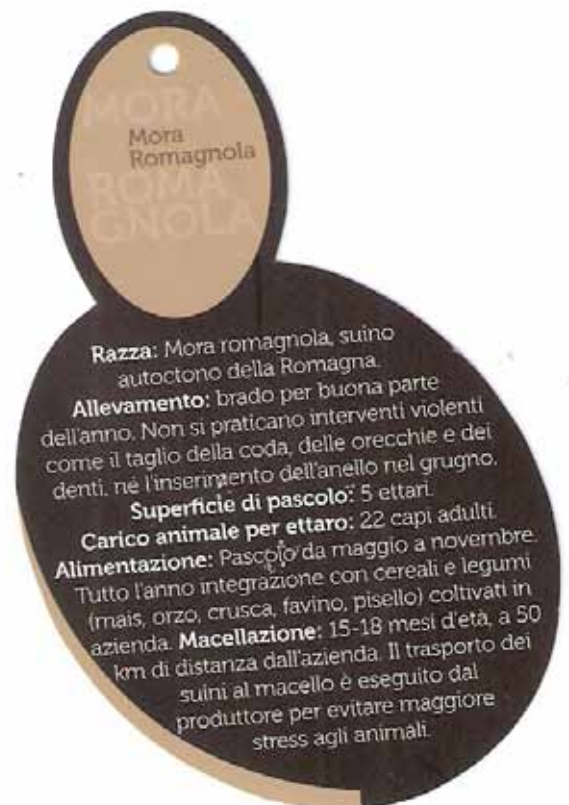 MORA
Mora
Romagnola
ROMA
GNOLA
Razza: Mora romagnola, suino
autoctono della Romagna.
Allevamento: brado per buona parte
dell'anno. Non si praticano interventi violenti
come il taglio della coda, delle orecchie e dei
denti, né l'inserimento dell'anello nel grugno.
Superficie di pascolo: 5 ettari.
Carico animale per ettaro: 22 capi adulti.
Alimentazione: Pascolo da maggio a novembre.
Tutto l'anno integrazione con cereali e legumi
(mais, orzo, crusca, favino, pisello) coltivati in
azienda. Macellazione: 15-18 mesi d'età, a 50
km di distanza dall'azienda. Il trasporto dei
suini al macello è eseguito dal
produttore per evitare maggiore
stress agli animali.